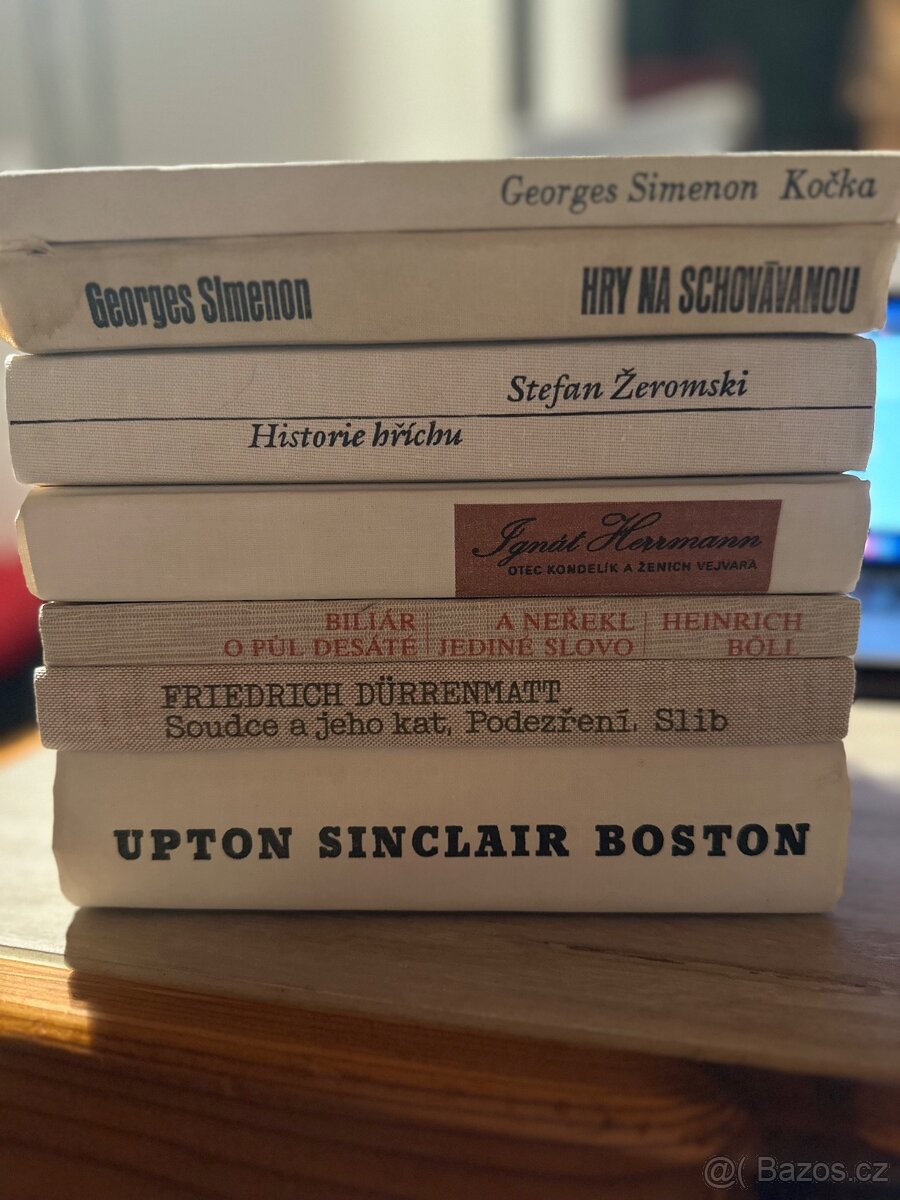 Georges Simenon Kočka
Georges Simenon HRY NA SCHOVÁVANOU
Stefan Žeromski
Historie hříchu
Ignát Herrmann
OTEC KONDELÍK A ŽENICH VEJVARA
BILIÁR A NEŘEKL HEINRICH
O PŮL DESÁTÉ JEDINÉ SLOVO BÖLL
FRIEDRICH DÜRRENMATT
Soudce a jeho kat, Podezření, Slib
UPTON SINCLAIR BOSTON
@( Bazos.cz